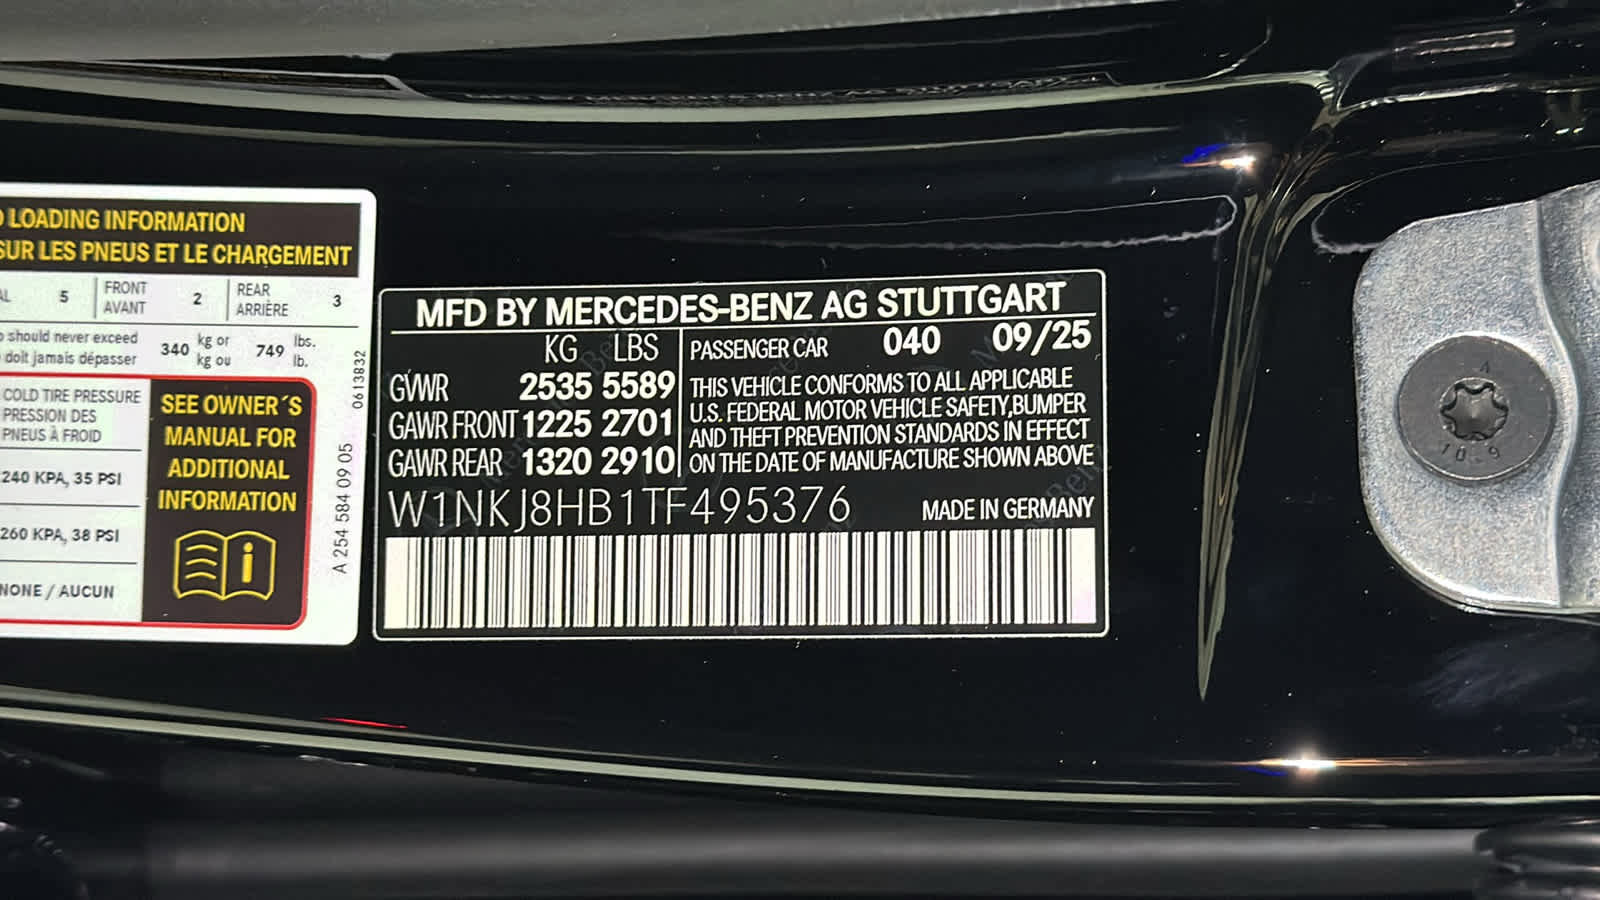 LOADING INFORMATION
SUR LES PNEUS ET LE CHARGEMENT
5
FRONT
AVANT
2
REAR
ARRIÈRE
3
should never exceed
doit jamais dépasser
340
kg or
kg ou
749
lbs.
lb.
COLD TIRE PRESSURE
PRESSION DES
PNEUS À FROID
240 KPA, 35 PSI
260 KPA, 38 PSI
NONE / AUCUN
SEE OWNER´S
MANUAL FOR
ADDITIONAL
INFORMATION
0613832
A 254 584 09 05
MFD BY MERCEDES-BENZ AG STUTTGART
KG LBS
GVWR 2535 5589
GAWR FRONT 1225 2701
GAWR REAR 1320 2910
PASSENGER CAR 040 09/25
THIS VEHICLE CONFORMS TO ALL APPLICABLE
U.S. FEDERAL MOTOR VEHICLE SAFETY,BUMPER
AND THEFT PREVENTION STANDARDS IN EFFECT
ON THE DATE OF MANUFACTURE SHOWN ABOVE
W1NKJ8HB1TF495376
MADE IN GERMANY
4
10.9